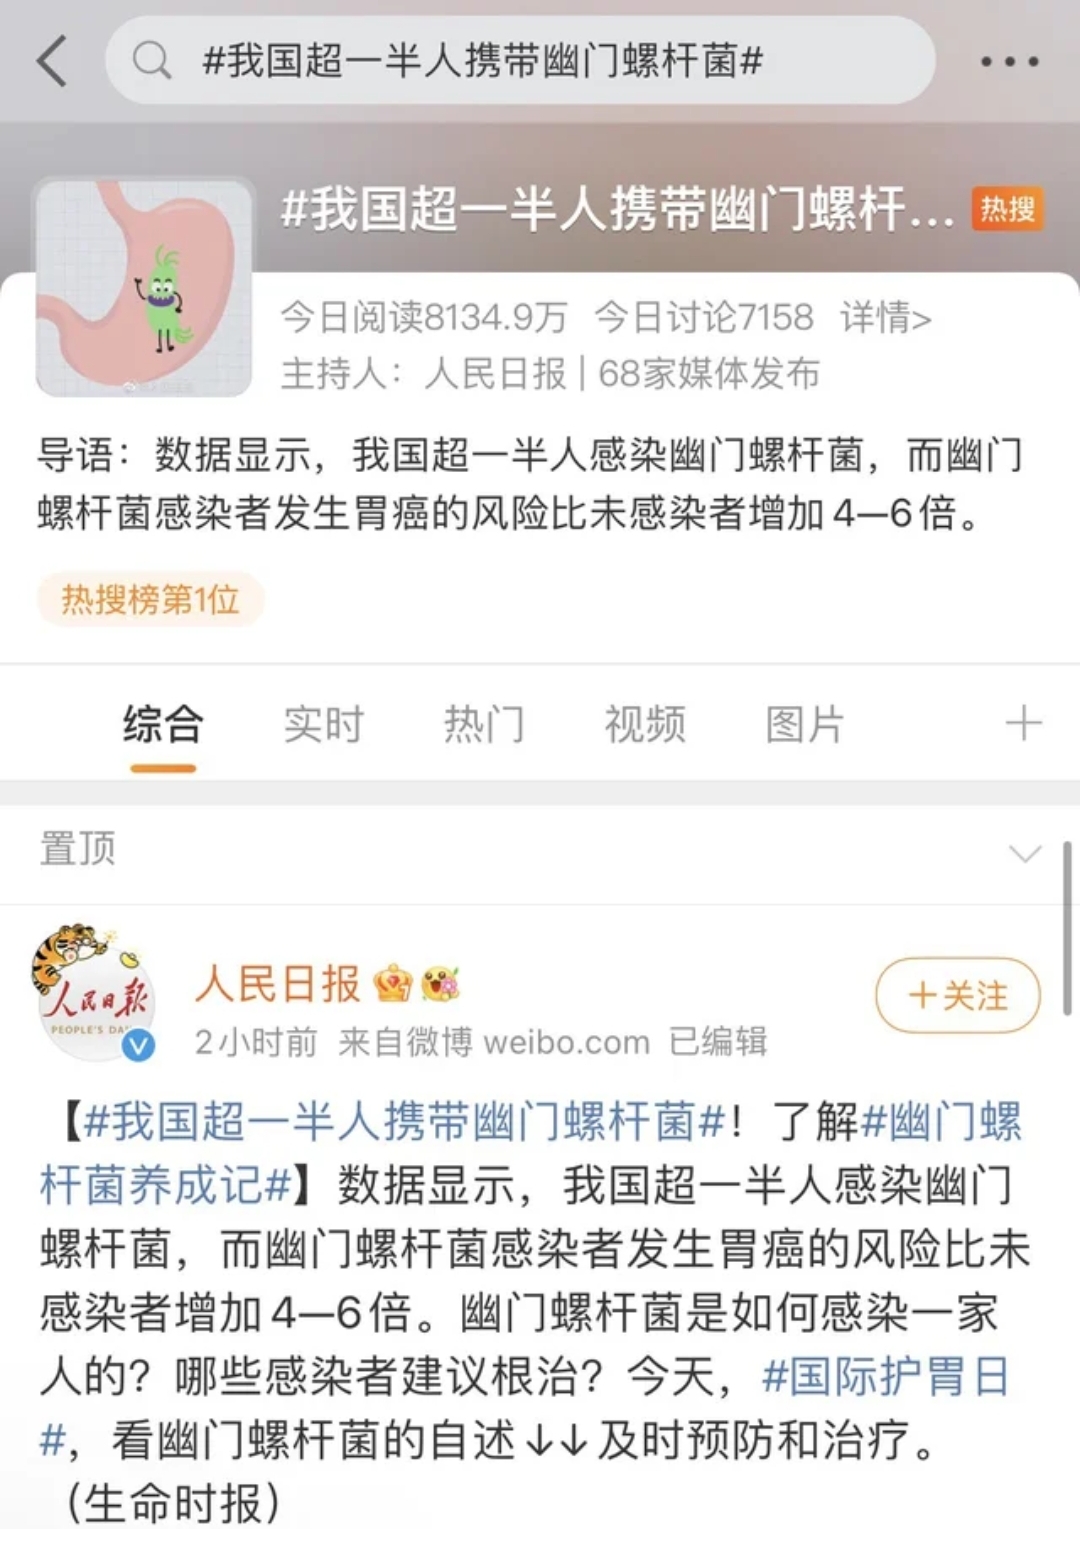 #我国超一半人携带幽门螺杆菌#
#我国超一半人携带幽门螺杆... 热搜
今日阅读8134.9万 今日讨论7158 详情>
主持人：人民日报 | 68家媒体发布
导语：数据显示，我国超一半人感染幽门
螺杆菌，而幽门螺杆菌感染者发生胃癌的风险比未感染者增加4—6倍。
热搜榜第1位
综合 实时 热门 视频 图片
置顶
人民日报
PEOPLE'S DA
人民日报
+关注
2小时前 来自微博 weibo.com 已编辑
【#我国超一半人携带幽门螺杆菌#！了解#幽门螺
杆菌养成记#】数据显示，我国超一半人感染幽门
螺杆菌，而幽门螺杆菌感染者发生胃癌的风险比未
感染者增加4—6倍。幽门螺杆菌是如何感染一家
人的？哪些感染者建议根治？今天，#国际护胃日
#，看幽门螺杆菌的自述↓↓及时预防和治疗。
（生命时报）